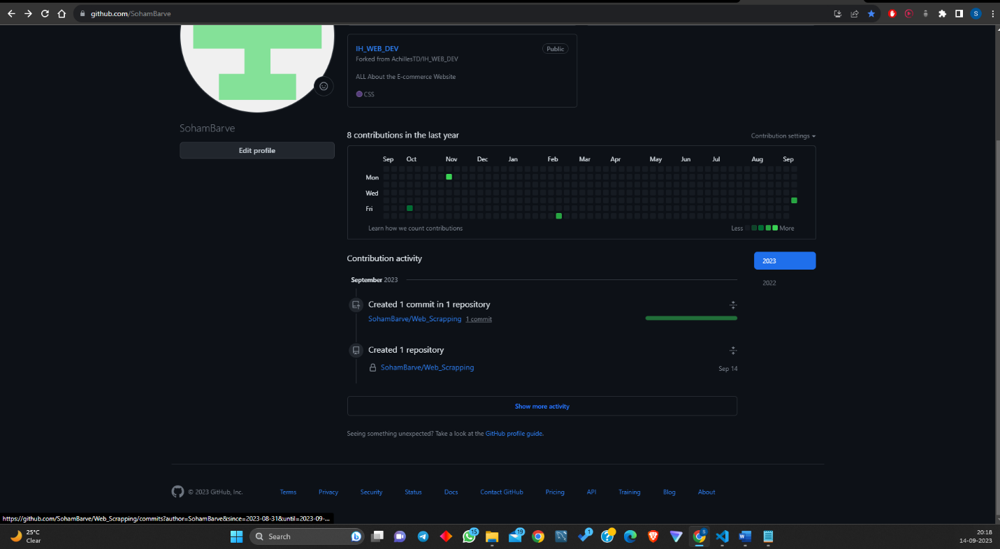 github.com/SohamBarve
S
IH_WEB_DEV
Public
Forked from AchillesTD/IH_WEB_DEV
ALL About the E-commerce Website
CSS
SohamBarve
Edit profile
8 contributions in the last year
Contribution settings
Sep Oct Nov Dec Jan Feb Mar Apr May Jun Jul Aug Sep
Mon
Wed
Fri
Learn how we count contributions
Less More
Contribution activity
2023
2022
September 2023
Created 1 commit in 1 repository
SohamBarve/Web_Scrapping 1 commit
Created 1 repository
SohamBarve/Web_Scrapping
Sep 14
Show more activity
Seeing something unexpected? Take a look at the GitHub profile guide.
© 2023 GitHub, Inc. Terms Privacy Security Status Docs Contact GitHub Pricing API Training Blog About
https://github.com/SohamBarve/Web_Scrapping/commits?author=SohamBarve&since=2023-08-31&until=2023-09-...
25°C
Clear
Search
15
19
1
S
20:18
14-09-2023